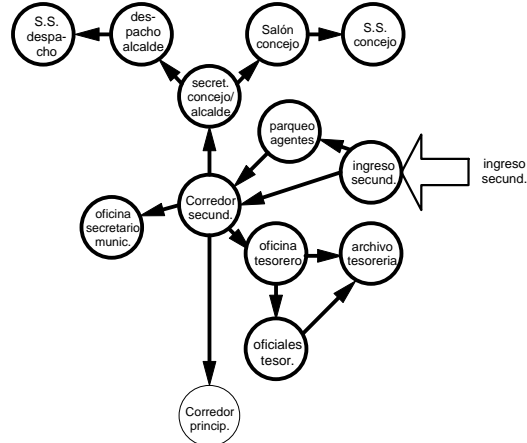 S.S.
despa-
cho
des-
pacho
alcalde
Salón
concejo
S.S.
concejo
secret.
concejo/
alcalde
parqueo
agentes
ingreso
secund.
ingreso
secund.
Corredor
secund.
oficina
secretario
munic.
oficina
tesorero
archivo
tesoreria
oficiales
tesor.
Corredor
princip.